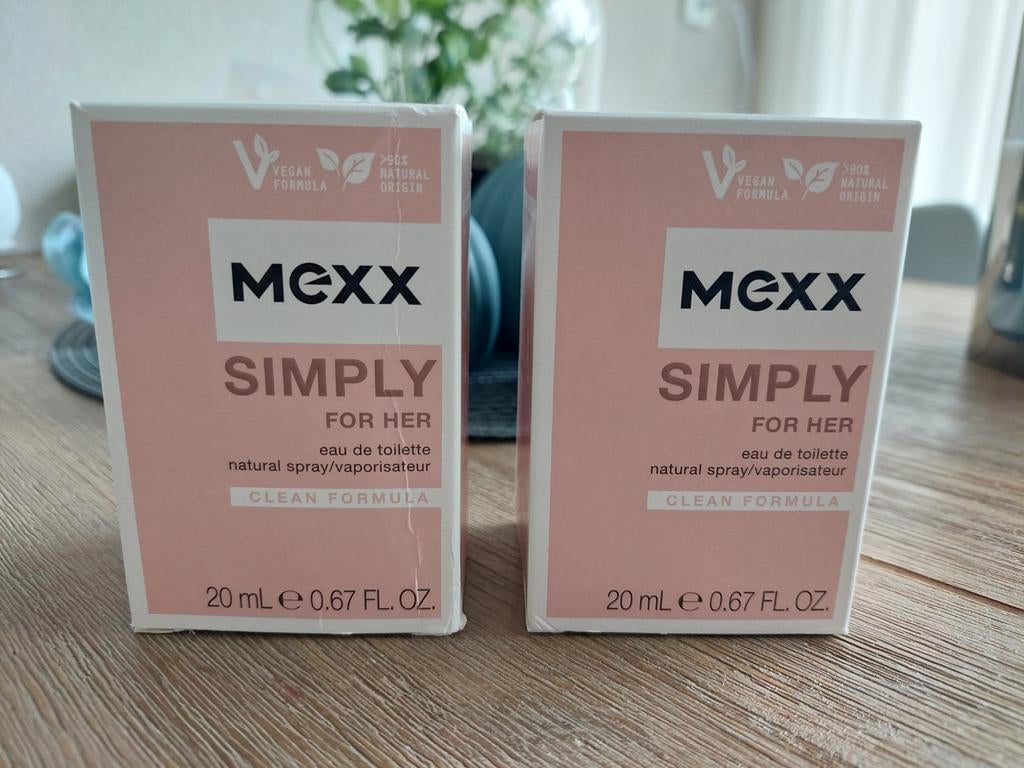 VEGAN
FORMULA
>90%
NATURAL
ORIGIN
Mexx
SIMPLY
FOR HER
eau de toilette
natural spray/vaporisateur
CLEAN FORMULA
20 mL ℮ 0.67 FL. OZ.
VEGAN
FORMULA
>90%
NATURAL
ORIGIN
Mexx
SIMPLY
FOR HER
eau de toilette
natural spray/vaporisateur
CLEAN FORMULA
20 mL ℮ 0.67 FL. OZ.